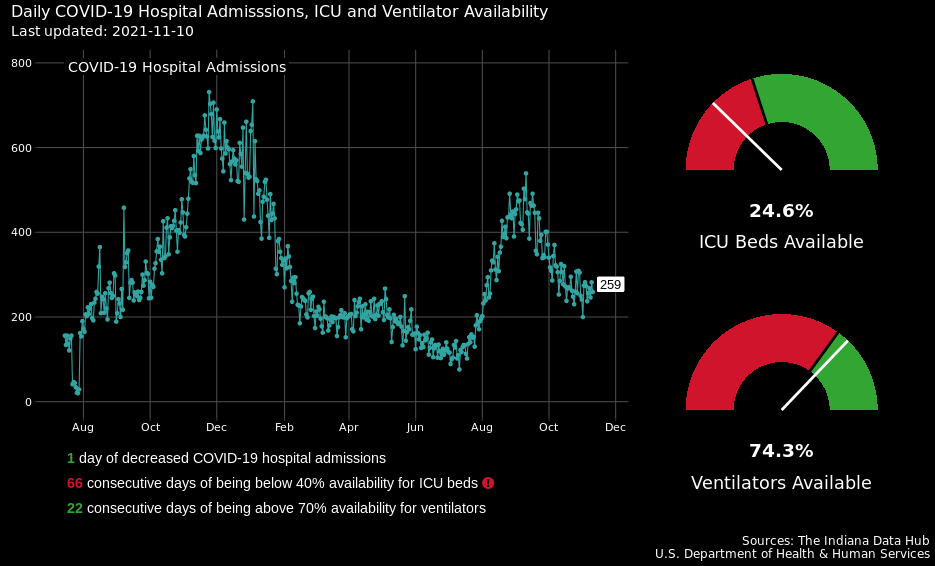 Daily COVID-19 Hospital Admisssions, ICU and Ventilator Availability
Last updated: 2021-11-10
COVID-19 Hospital Admissions
800
600
400
200
0
259
Aug Oct Dec Feb Apr Jun Aug Oct Dec
24.6%
ICU Beds Available
74.3%
Ventilators Available
1 day of decreased COVID-19 hospital admissions
66 consecutive days of being below 40% availability for ICU beds !
22 consecutive days of being above 70% availability for ventilators
Sources: The Indiana Data Hub
U.S. Department of Health & Human Services